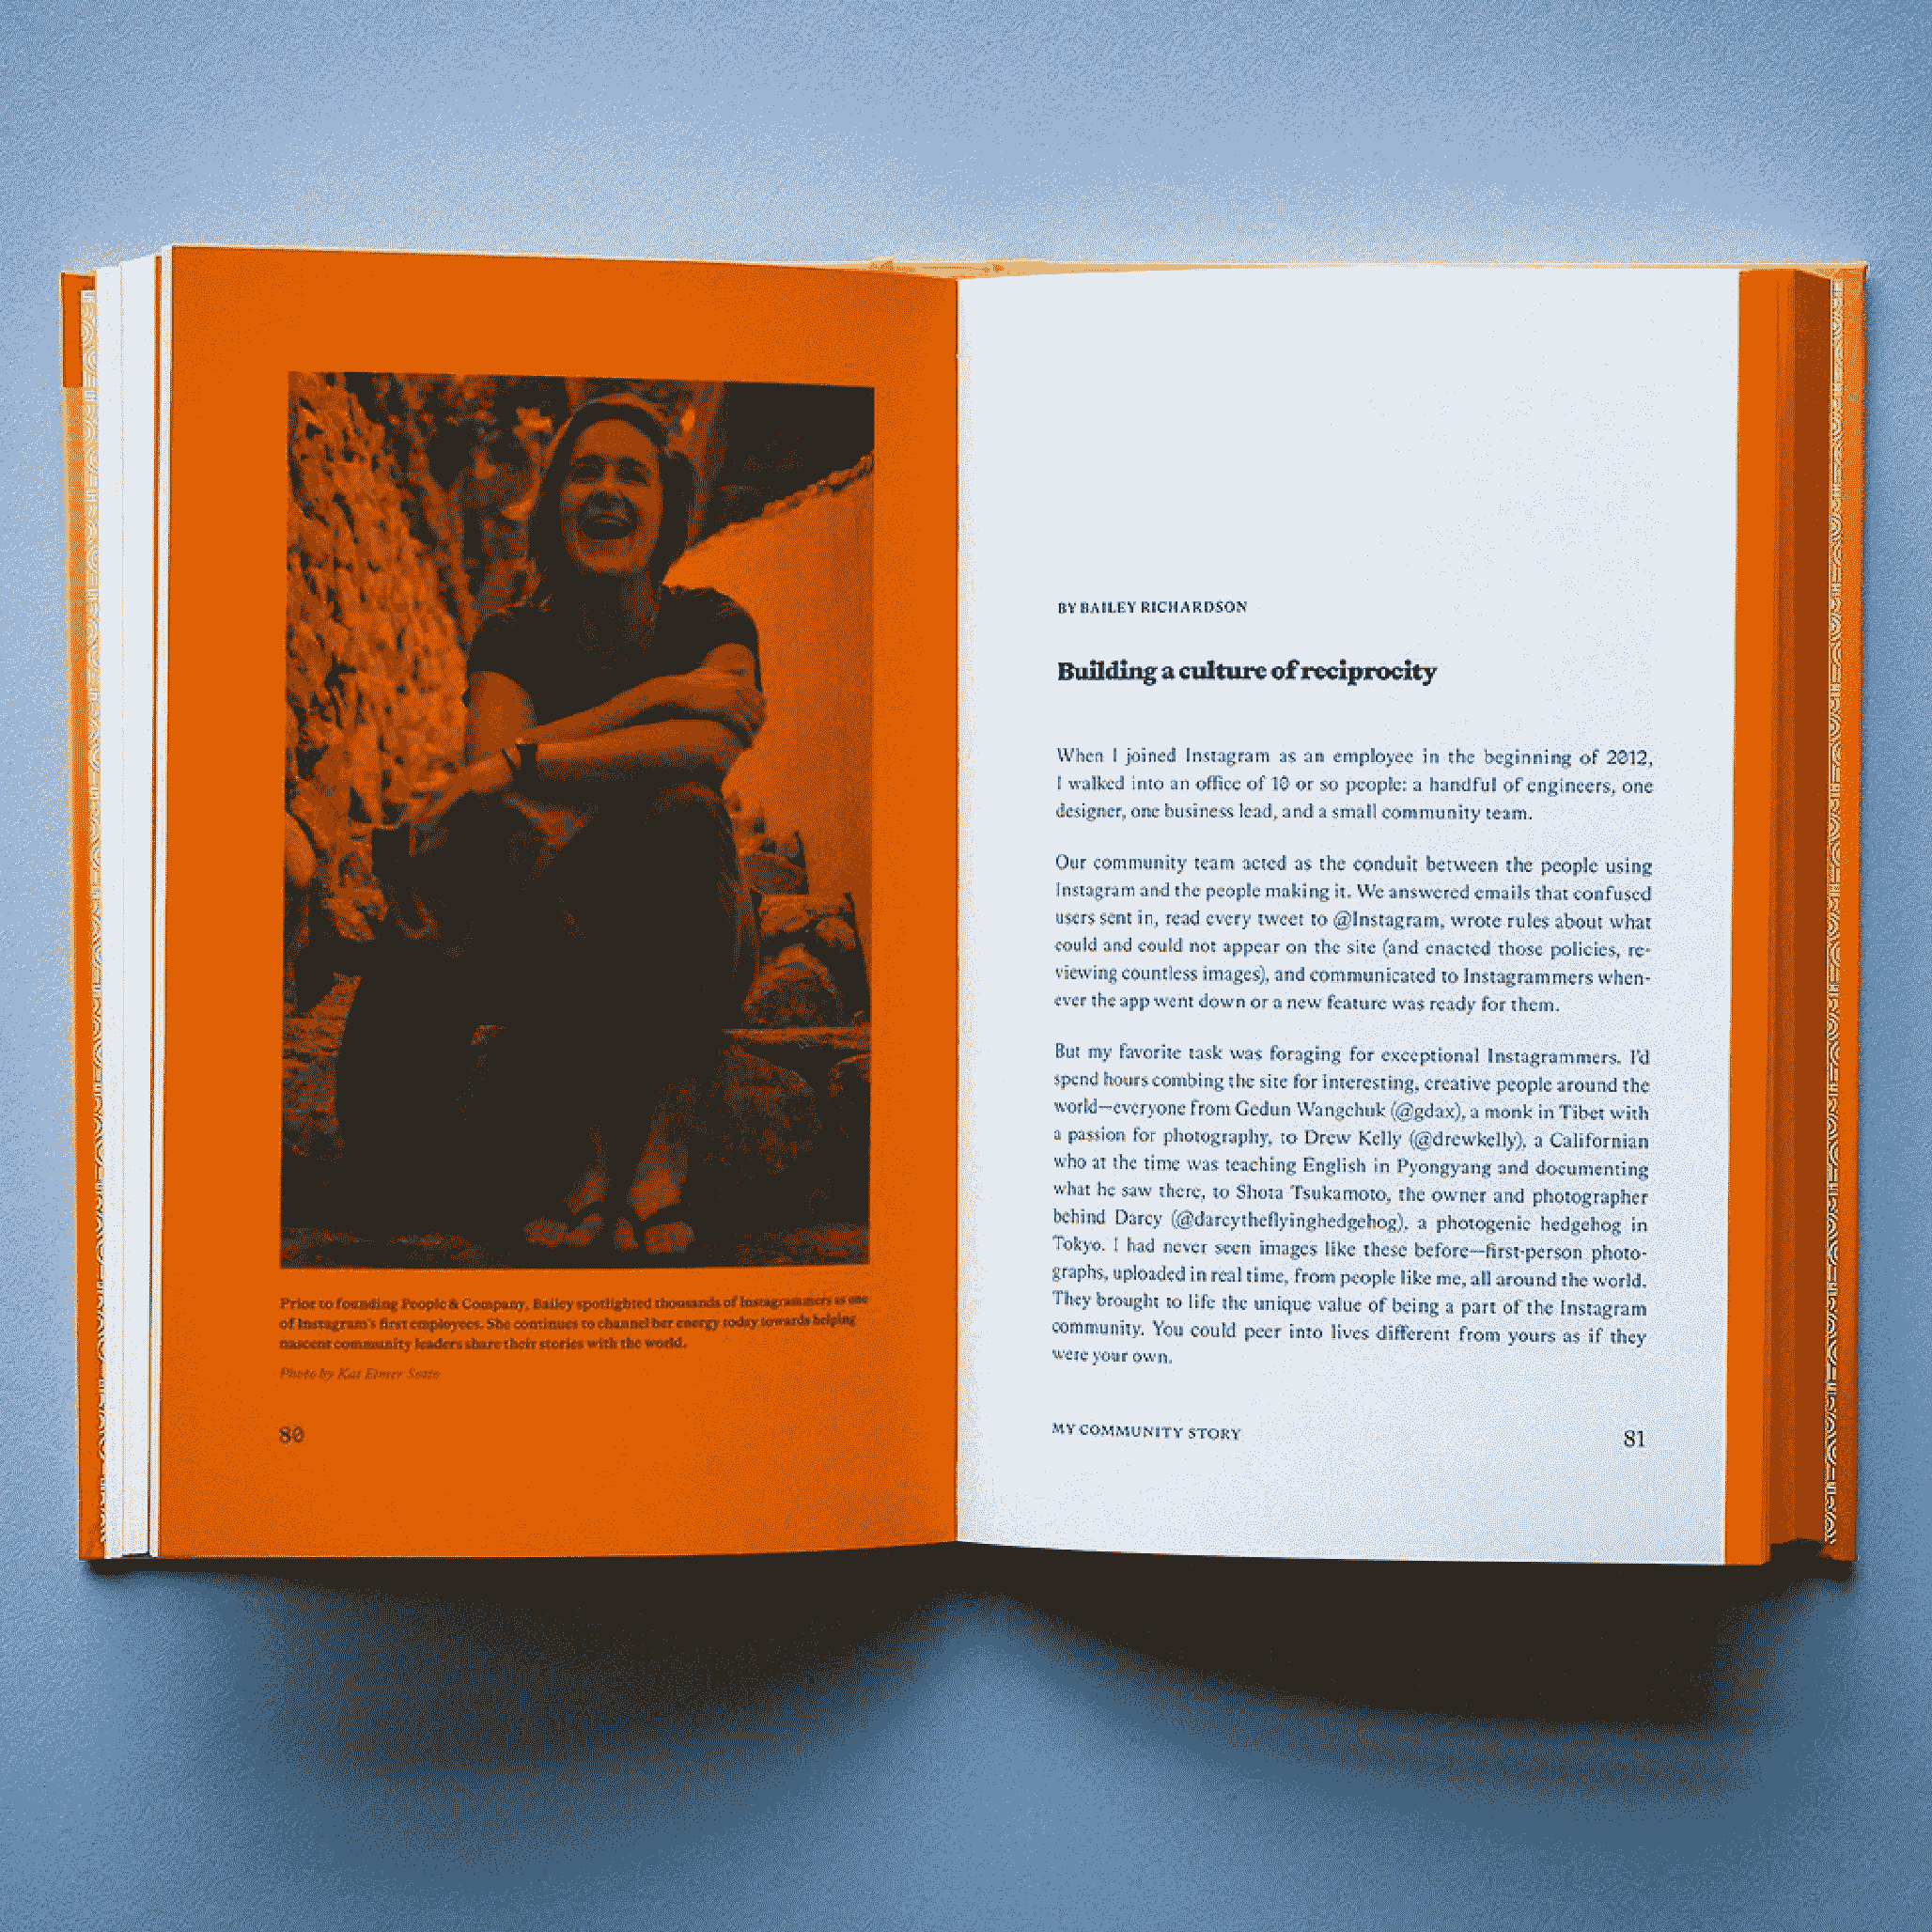 Prior to founding People & Company, Bailey spotlighted thousands of Instagrammers as one
of Instagram's first employees. She continues to channel her energy today towards helping
nascent community leaders share their stories with the world.
Photo by Kat Elmer Sotto
80
BY BAILEY RICHARDSON
Building a culture of reciprocity
When I joined Instagram as an employee in the beginning of 2012,
I walked into an office of 10 or so people: a handful of engineers, one
designer, one business lead, and a small community team.
Our community team acted as the conduit between the people using
Instagram and the people making it. We answered emails that confused
users sent in, read every tweet to @Instagram, wrote rules about what
could and could not appear on the site (and enacted those policies, re-
viewing countless images), and communicated to Instagrammers when-
ever the app went down or a new feature was ready for them.
But my favorite task was foraging for exceptional Instagrammers. I'd
spend hours combing the site for interesting, creative people around the
world—everyone from Gedun Wangchuk (@gdax), a monk in Tibet with
a passion for photography, to Drew Kelly (@drewkelly), a Californian
who at the time was teaching English in Pyongyang and documenting
what he saw there, to Shota Tsukamoto, the owner and photographer
behind Darcy (@darcytheflyinghedgehog), a photogenic hedgehog in
Tokyo. I had never seen images like these before—first-person photo-
graphs, uploaded in real time, from people like me, all around the world.
They brought to life the unique value of being a part of the Instagram
community. You could peer into lives different from yours as if they
were your own.
MY COMMUNITY STORY
81